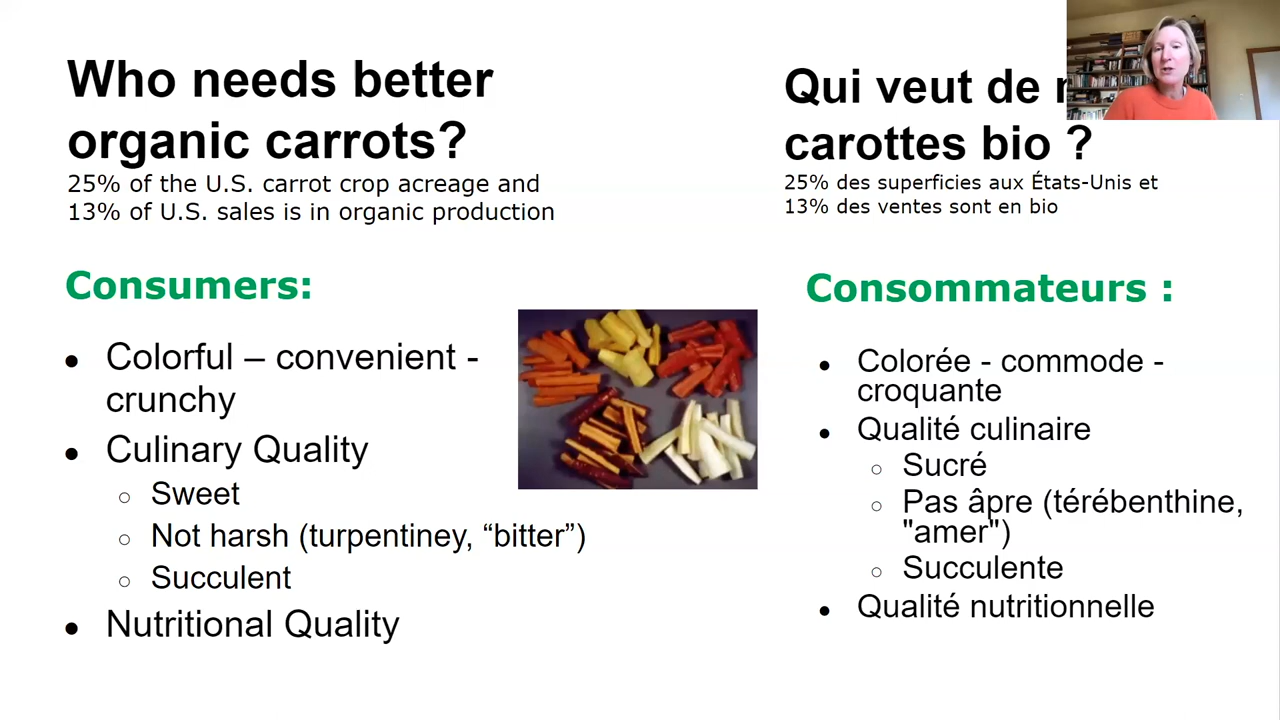 Who needs better
organic carrots?
25% of the U.S. carrot crop acreage and
13% of U.S. sales is in organic production
Consumers:
● Colorful – convenient -
crunchy
● Culinary Quality
○ Sweet
○ Not harsh (turpentiney, “bitter”)
○ Succulent
● Nutritional Quality
Qui veut de
carottes bio ?
25% des superficies aux États-Unis et
13% des ventes sont en bio
Consommateurs :
● Colorée - commode -
croquante
● Qualité culinaire
○ Sucré
○ Pas âpre (térébenthine,
"amer")
○ Succulente
● Qualité nutritionnelle